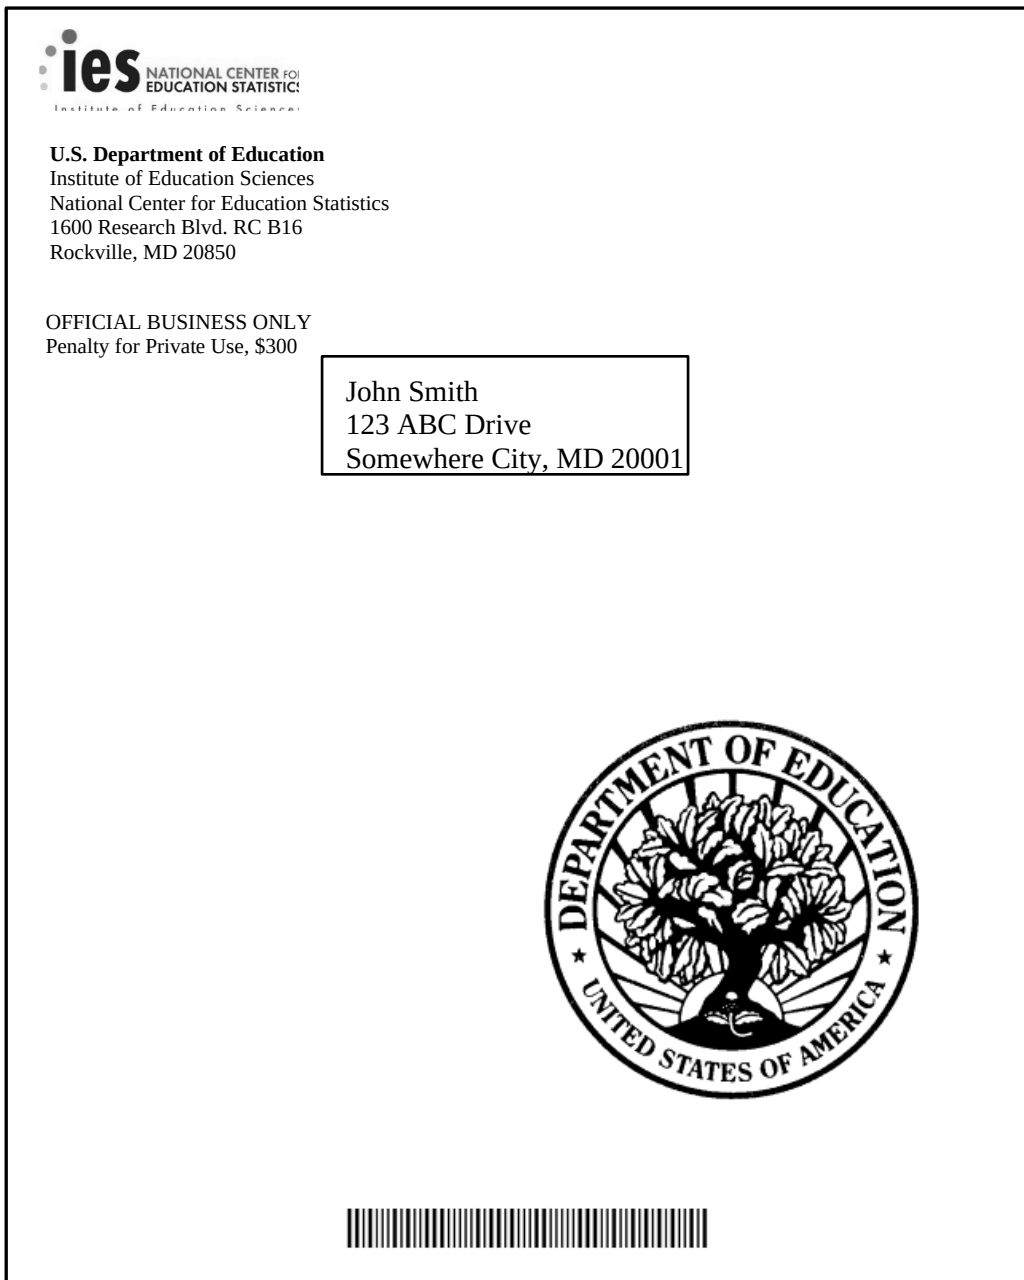 ies NATIONAL CENTER FOR
EDUCATION STATISTICS
Institute of Education Sciences
U.S. Department of Education
Institute of Education Sciences
National Center for Education Statistics
1600 Research Blvd. RC B16
Rockville, MD 20850
OFFICIAL BUSINESS ONLY
Penalty for Private Use, $300
John Smith
123 ABC Drive
Somewhere City, MD 20001
DEPARTMENT OF EDUCATION
UNITED STATES OF AMERICA